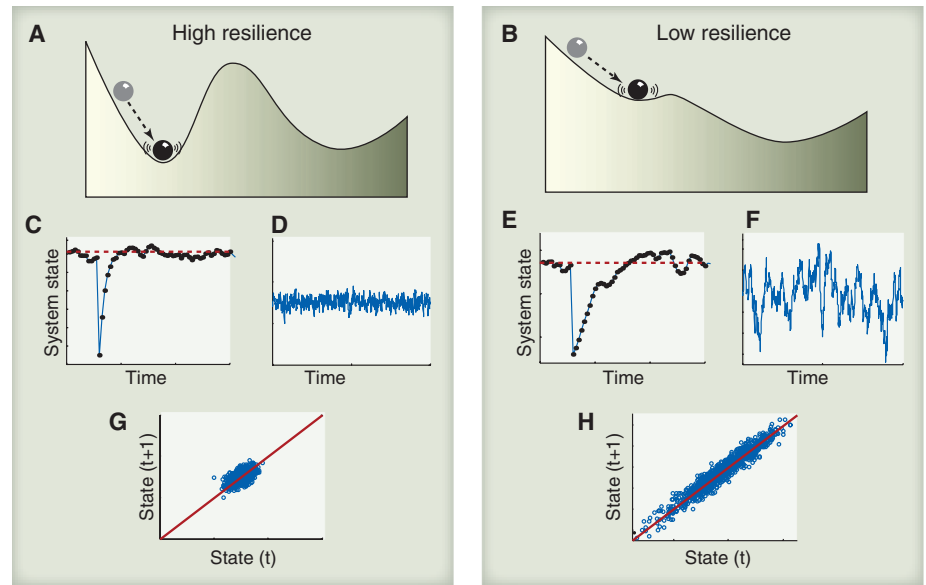 A
High resilience
B
Low resilience
C
System state
Time
D
Time
E
System state
Time
F
Time
G
State (t+1)
State (t)
H
State (t+1)
State (t)